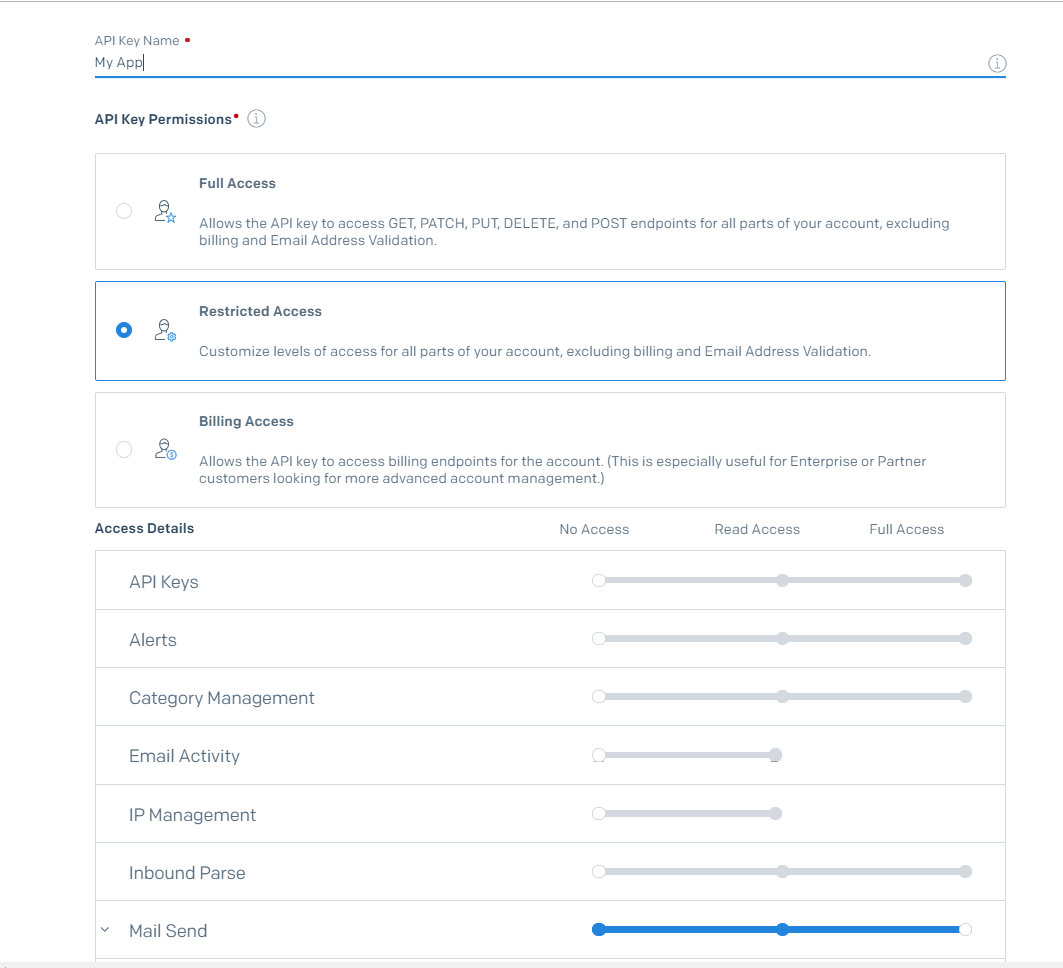 API Key Name
My App
API Key Permissions
Full Access
Allows the API key to access GET, PATCH, PUT, DELETE, and POST endpoints for all parts of your account, excluding
billing and Email Address Validation.
Restricted Access
Customize levels of access for all parts of your account, excluding billing and Email Address Validation.
Billing Access
Allows the API key to access billing endpoints for the account. (This is especially useful for Enterprise or Partner
customers looking for more advanced account management.)
Access Details No Access Read Access Full Access
API Keys
Alerts
Category Management
Email Activity
IP Management
Inbound Parse
Mail Send